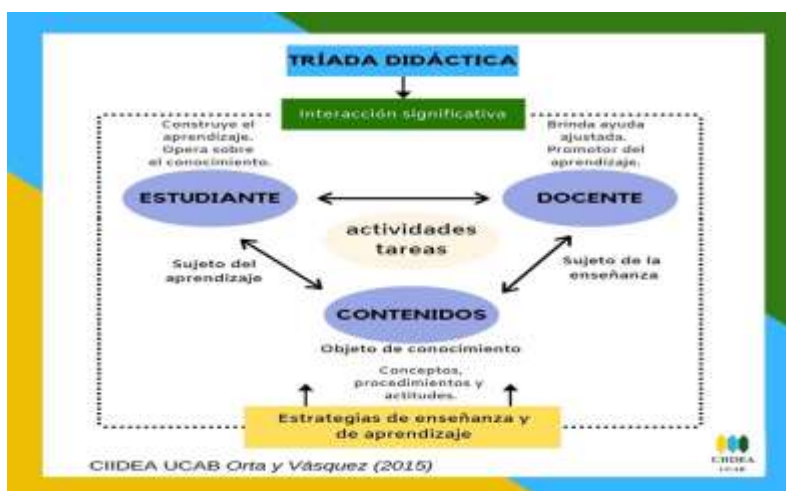 TRÍADA DIDÁCTICA
Interacción significativa
Construye el
aprendizaje.
Opera sobre
el conocimiento.
Brinda ayuda
ajustada.
Promotor del
aprendizaje.
ESTUDIANTE
DOCENTE
actividades
tareas
Sujeto del
aprendizaje
Sujeto de la
enseñanza
CONTENIDOS
Objeto de conocimiento
Conceptos,
procedimientos y
actitudes.
Estrategias de enseñanza y
de aprendizaje
CIIDEA UCAB Orta y Vásquez (2015)
CIIDEA
UCAB